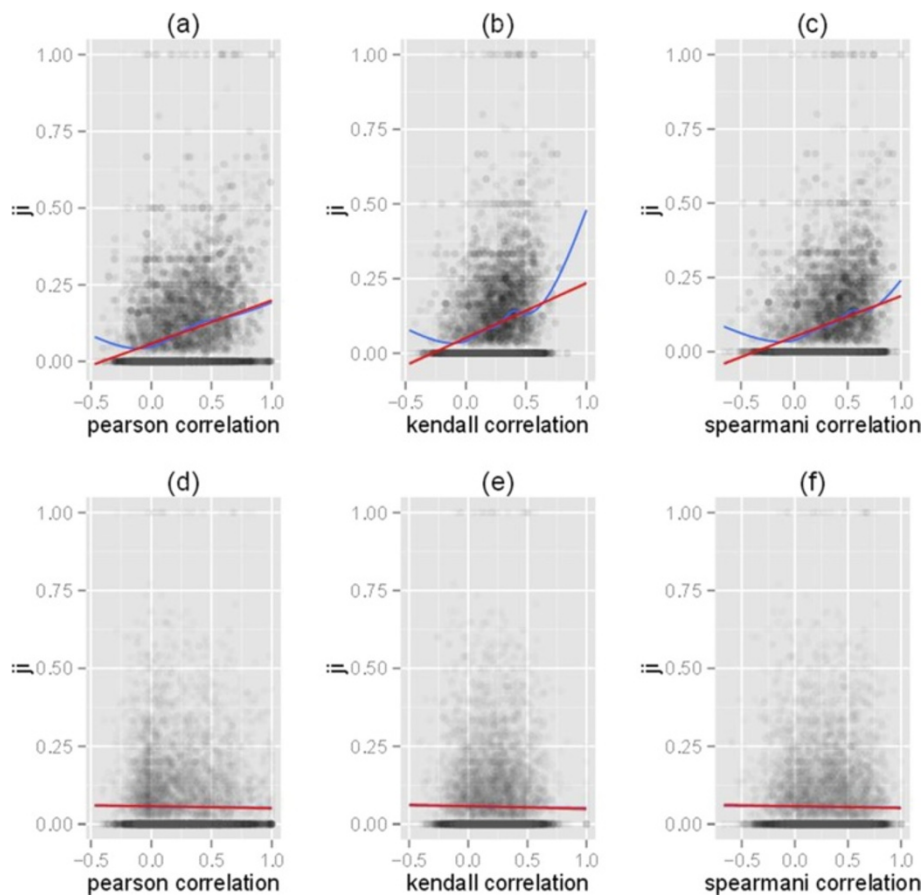 (a) (b) (c)
1.00 1.00 1.00
0.75 0.75 0.75
ji 0.50 ji 0.50 ji 0.50
0.25 0.25 0.25
0.00 0.00 0.00
−0.5 0.0 0.5 1.0 −0.5 0.0 0.5 1.0 −0.5 0.0 0.5 1.0
pearson correlation kendall correlation spearmani correlation
(d) (e) (f)
1.00 1.00 1.00
0.75 0.75 0.75
ji 0.50 ji 0.50 ji 0.50
0.25 0.25 0.25
0.00 0.00 0.00
−0.5 0.0 0.5 1.0 −0.5 0.0 0.5 1.0 −0.5 0.0 0.5 1.0
pearson correlation kendall correlation spearmani correlation